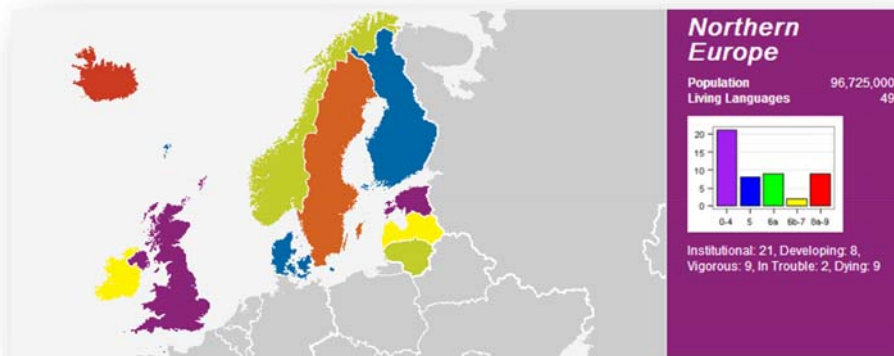 Northern
Europe
Population 96,725,000
Living Languages 49
20
15
10
5
0
0-4 5 6a 6b-7 8a-9
Institutional: 21, Developing: 8,
Vigorous: 9, In Trouble: 2, Dying: 9